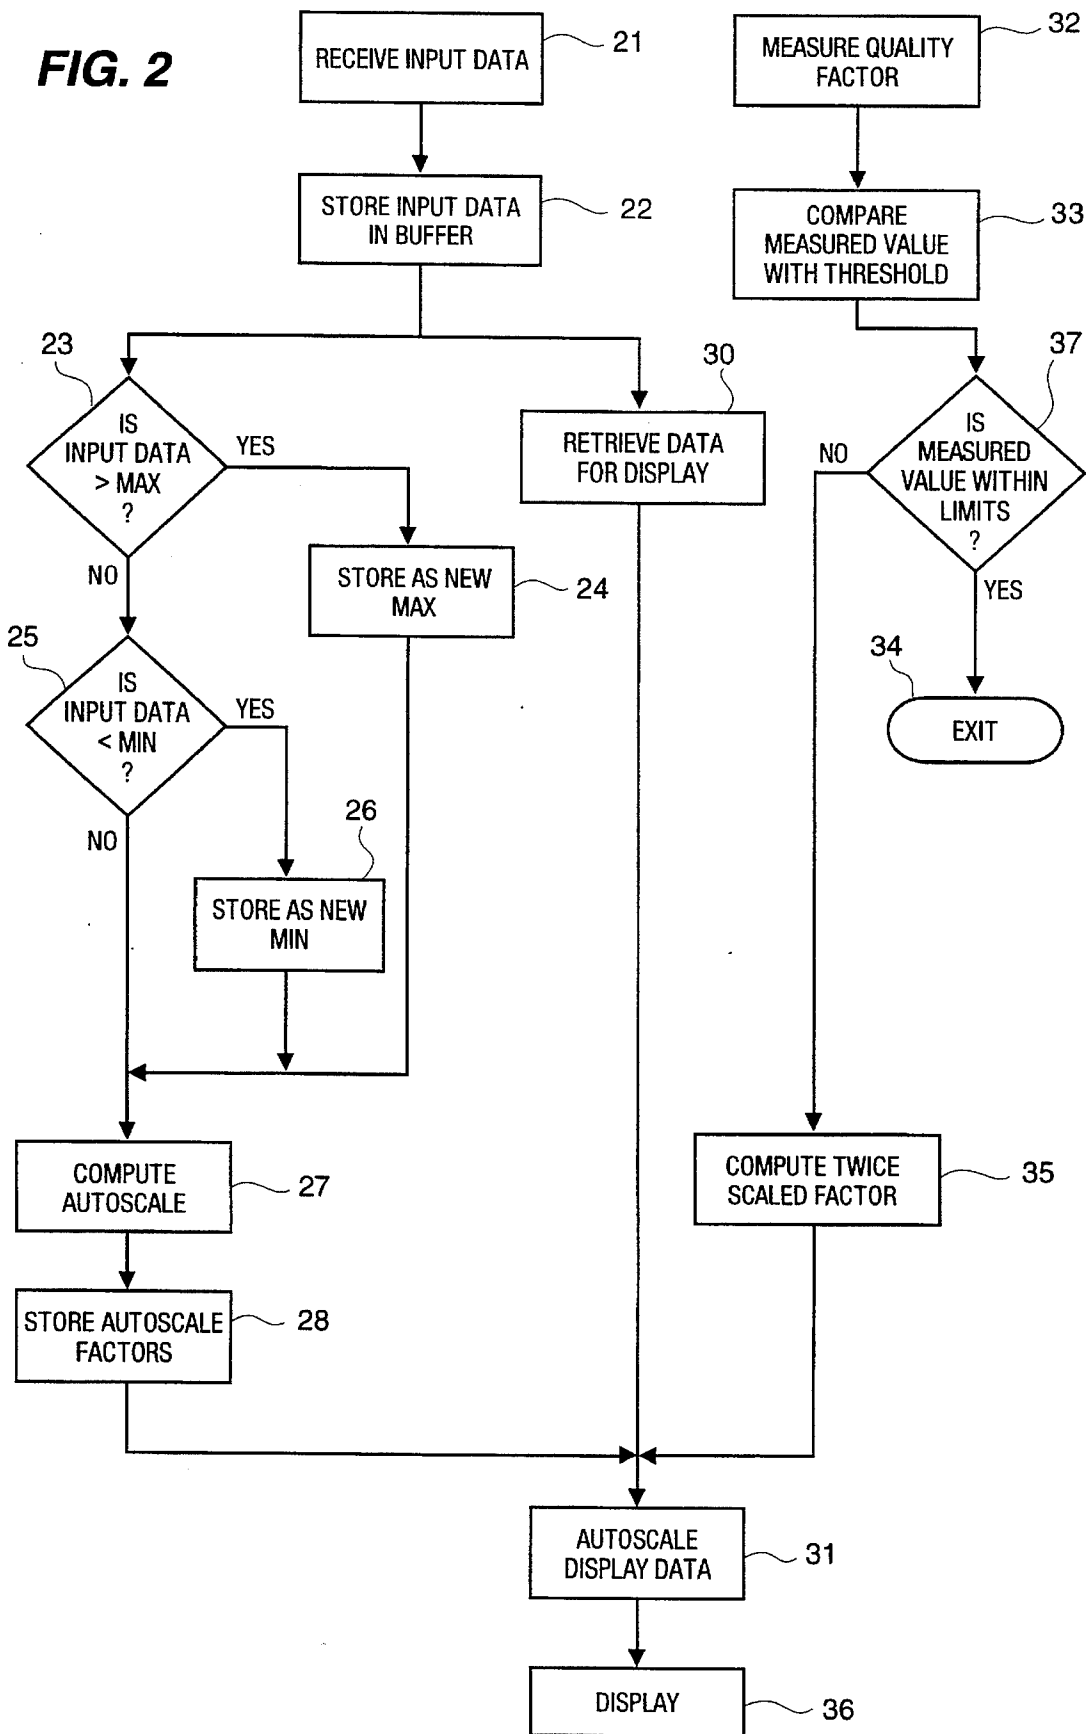 FIG. 2
RECEIVE INPUT DATA
21
STORE INPUT DATA
IN BUFFER
22
23
IS
INPUT DATA
> MAX
?
YES
NO
STORE AS NEW
MAX
24
25
IS
INPUT DATA
< MIN
?
YES
NO
26
STORE AS NEW
MIN
COMPUTE
AUTOSCALE
27
STORE AUTOSCALE
FACTORS
28
30
RETRIEVE DATA
FOR DISPLAY
32
MEASURE QUALITY
FACTOR
COMPARE
MEASURED VALUE
WITH THRESHOLD
33
37
IS
MEASURED
VALUE WITHIN
LIMITS
?
NO
YES
34
EXIT
COMPUTE TWICE
SCALED FACTOR
35
AUTOSCALE
DISPLAY DATA
31
DISPLAY
36